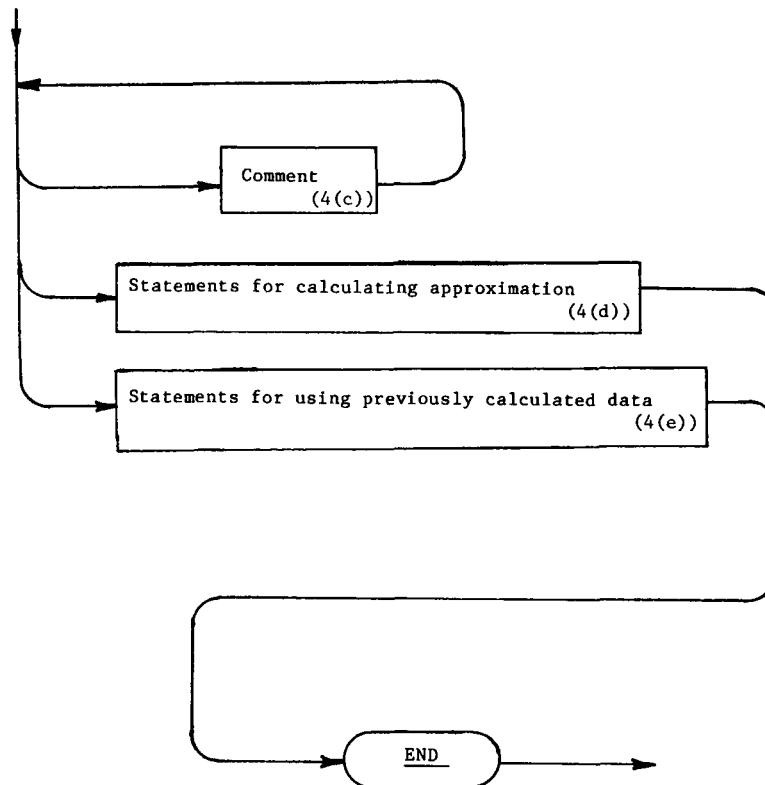 Comment
(4(c))
Statements for calculating approximation
(4(d))
Statements for using previously calculated data
(4(e))
END